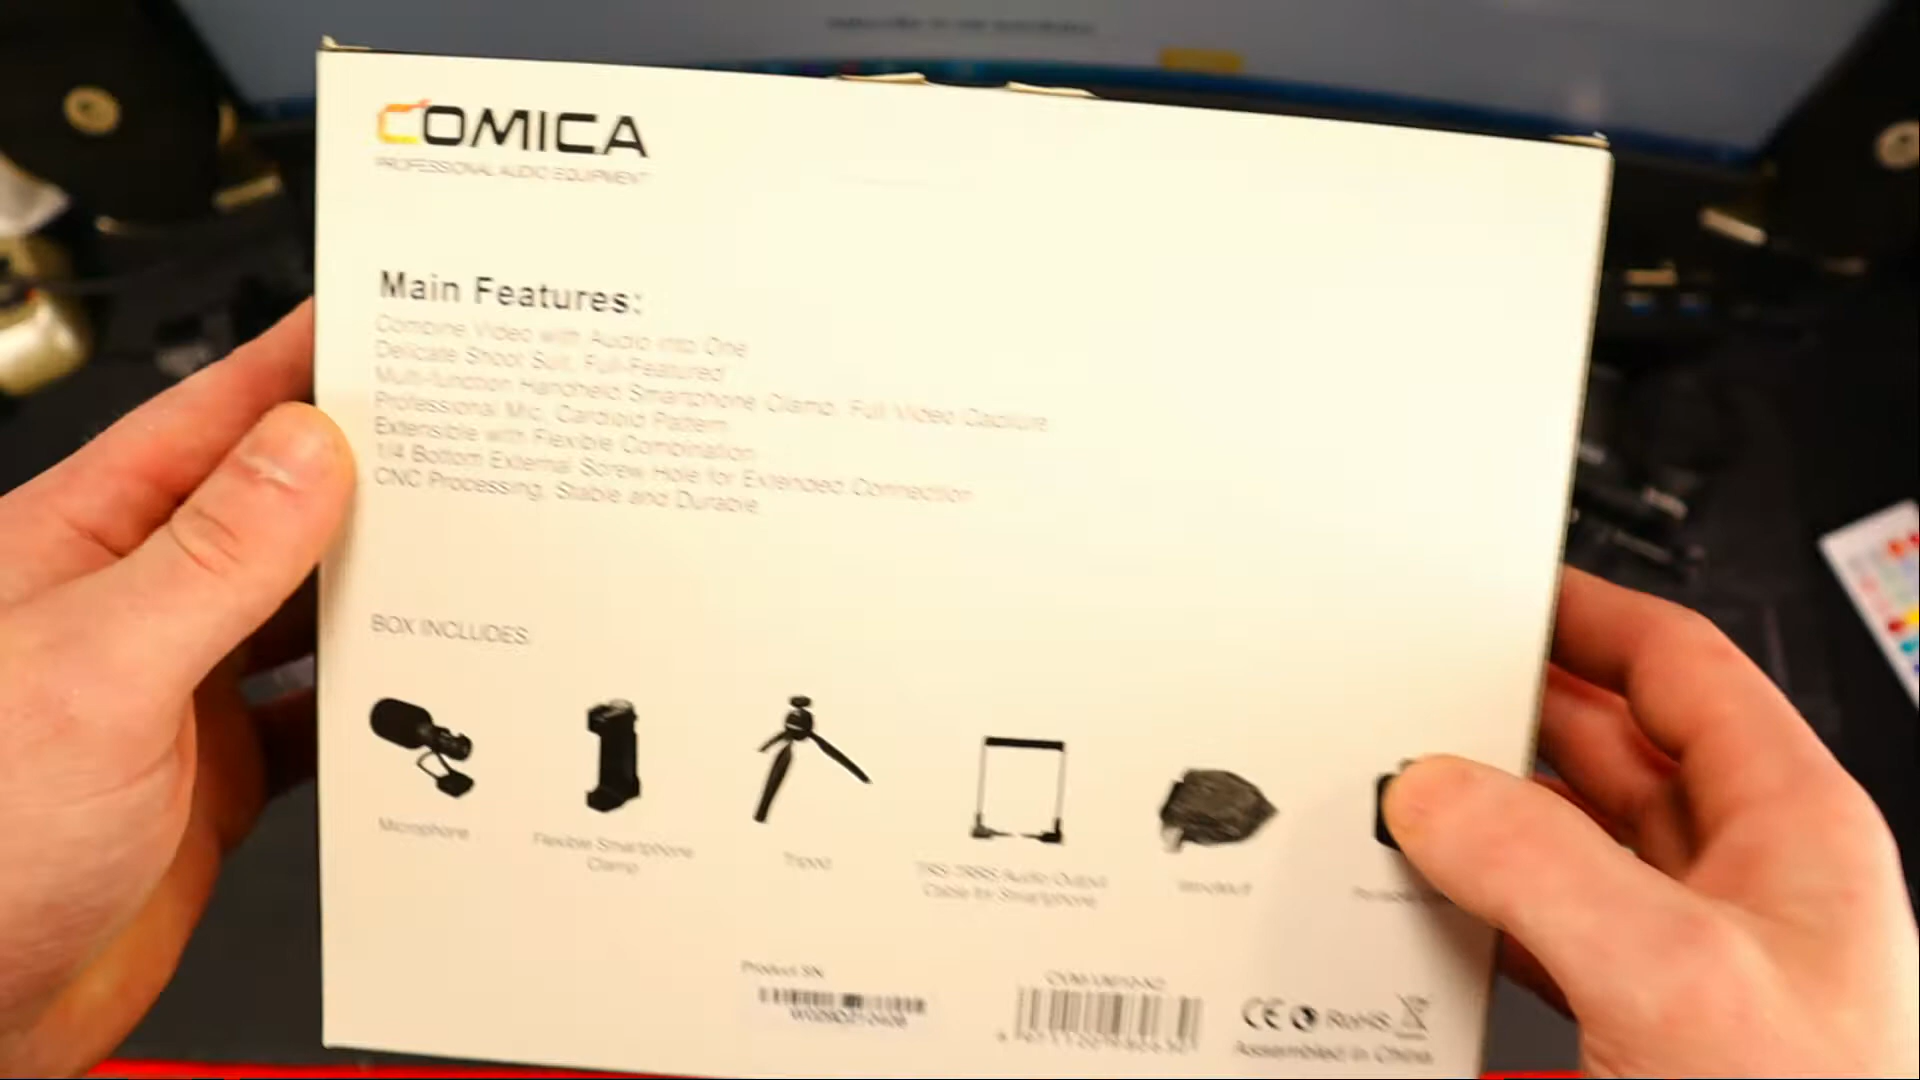 COMICA
PROFESSIONAL AUDIO EQUIPMENT
Main Features:
Combine Video with Audio into One
Delicate Shoot Suit, Full-Featured
Multi-function Handheld Smartphone Clamp, Full Video Capture
Professional Mic, Cardioid Pattern
Extensible with Flexible Combination
1/4 Bottom External Screw Hole for Extended Connection
CNC Processing, Stable and Durable
BOX INCLUDES
Microphone
Flexible Smartphone
Clamp
Tripod
TRS-TRRS Audio Output
Cable for Smartphone
WindMuff
Product SN
CE RoHS
Assembled in China